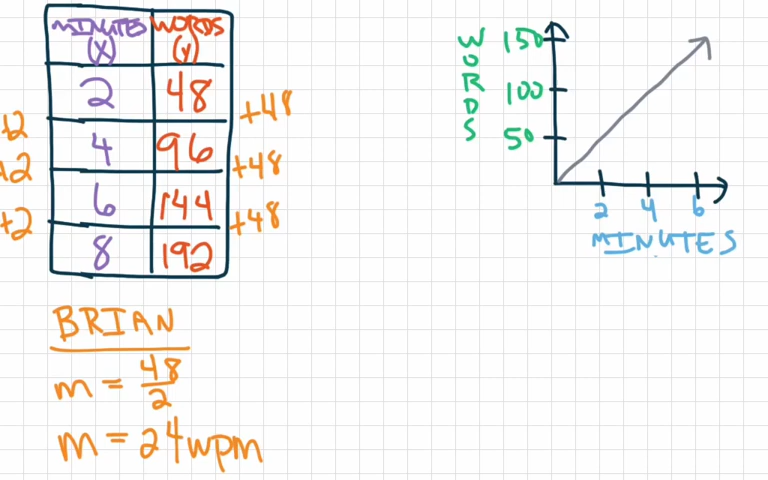 MINUTES WORDS
(X) (Y)
2 48
+48
+2
4 96
+2 +48
6 144
+2 +48
8 192
BRIAN
m = 48/2
m = 24wpm
WORDS
150
100
50
2 4 6
MINUTES